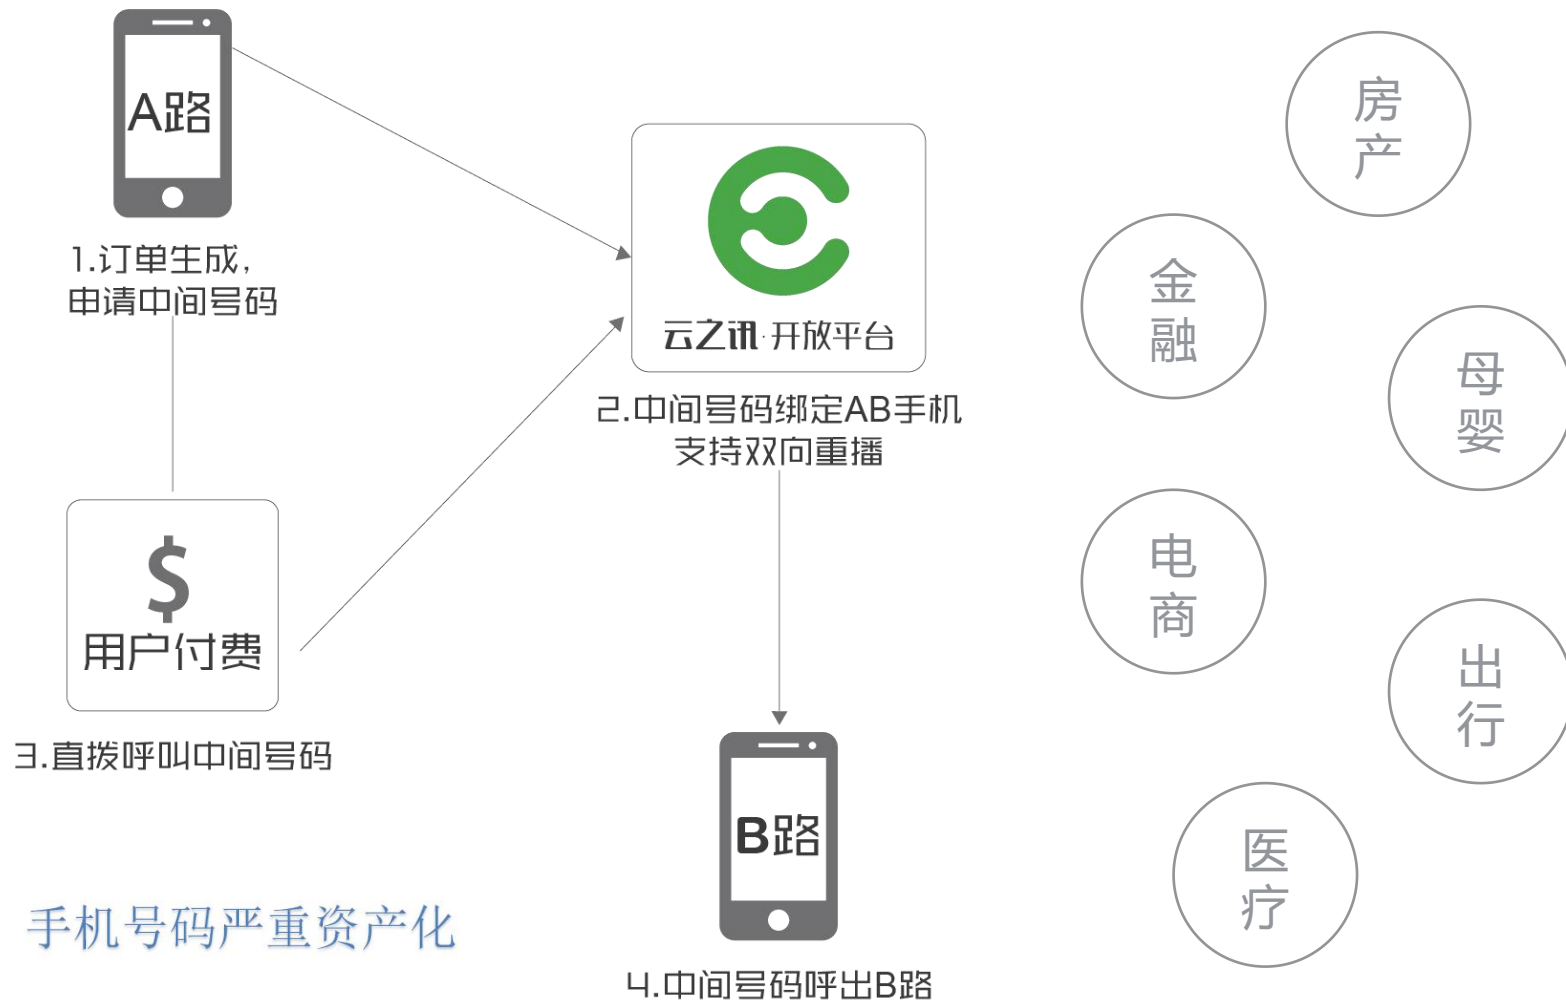 A路
1.订单生成，
申请中间号码
$
用户付费
3.直拨呼叫中间号码
手机号码严重资产化
云之讯·开放平台
2.中间号码绑定AB手机
支持双向重播
B路
4.中间号码呼出B路
房
产
金
融
母
婴
电
商
出
行
医
疗